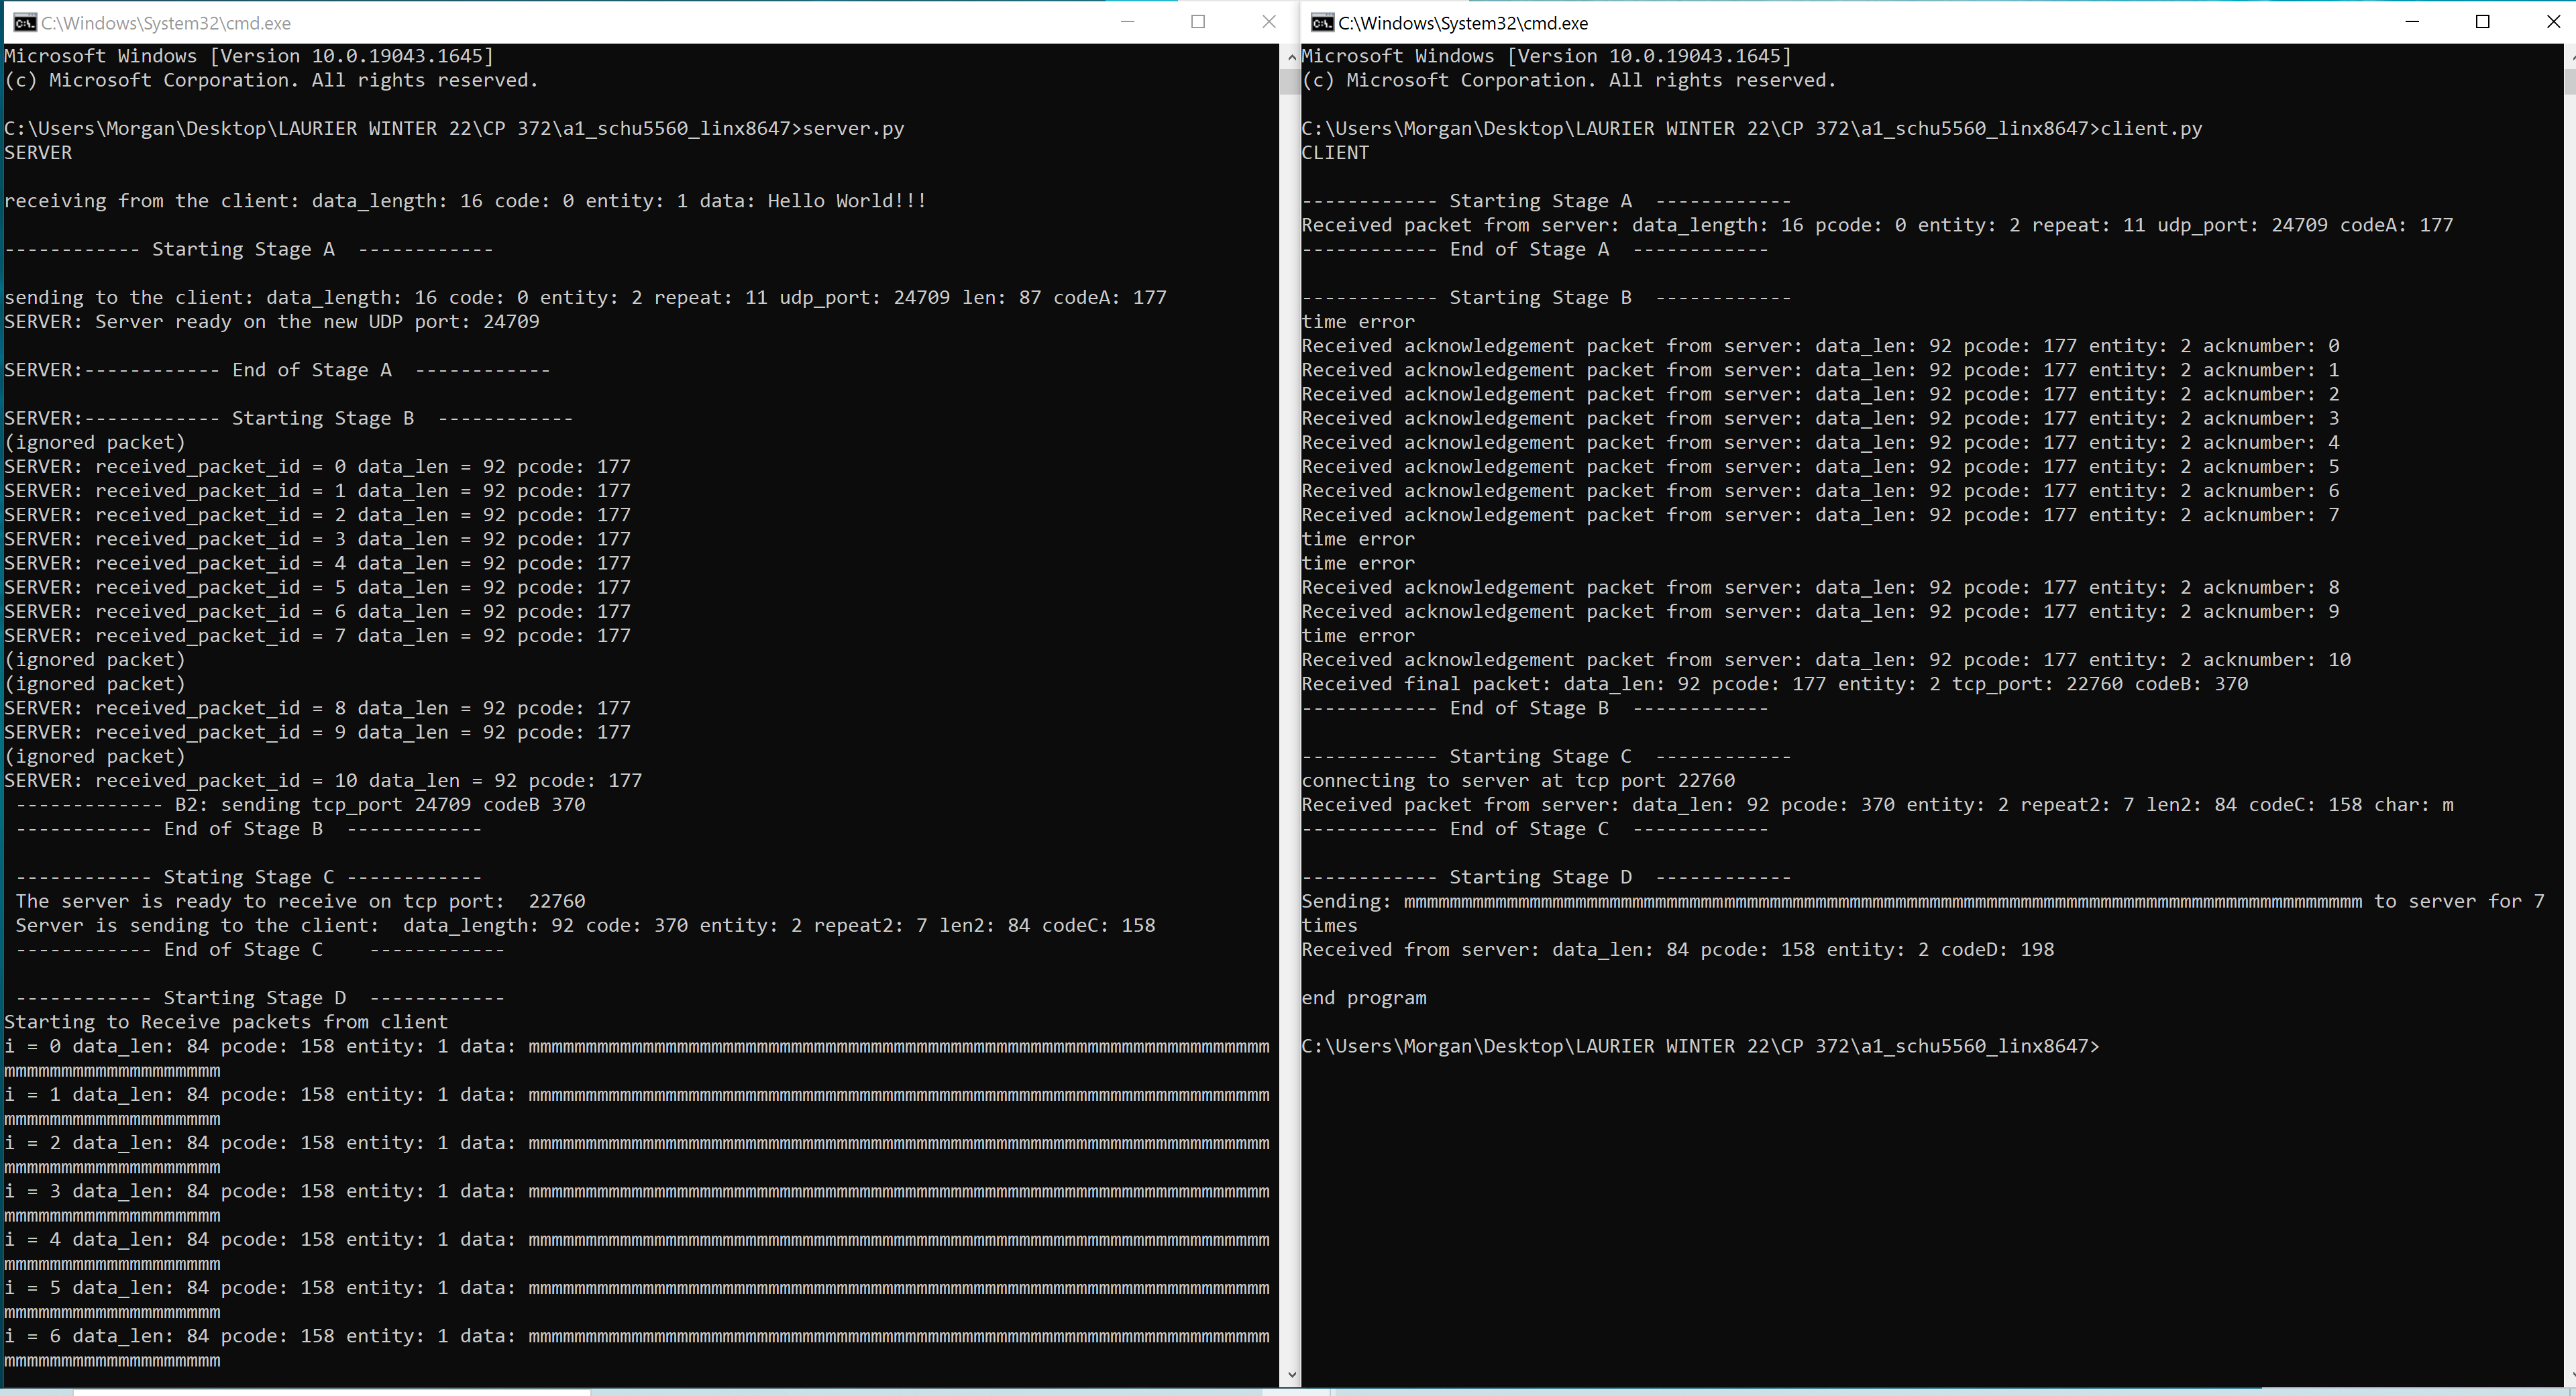 C:\Windows\System32\cmd.exe
Microsoft Windows [Version 10.0.19043.1645]
(c) Microsoft Corporation. All rights reserved.
C:\Users\Morgan\Desktop\LAURIER WINTER 22\CP 372\a1_schu5560_linx8647>server.py
SERVER
receiving from the client: data_length: 16 code: 0 entity: 1 data: Hello World!!!
------------ Starting Stage A  ------------
sending to the client: data_length: 16 code: 0 entity: 2 repeat: 11 udp_port: 24709 len: 87 codeA: 177
SERVER: Server ready on the new UDP port: 24709
SERVER:------------ End of Stage A  ------------
SERVER:------------ Starting Stage B  ------------
(ignored packet)
SERVER: received_packet_id = 0 data_len = 92 pcode: 177
SERVER: received_packet_id = 1 data_len = 92 pcode: 177
SERVER: received_packet_id = 2 data_len = 92 pcode: 177
SERVER: received_packet_id = 3 data_len = 92 pcode: 177
SERVER: received_packet_id = 4 data_len = 92 pcode: 177
SERVER: received_packet_id = 5 data_len = 92 pcode: 177
SERVER: received_packet_id = 6 data_len = 92 pcode: 177
SERVER: received_packet_id = 7 data_len = 92 pcode: 177
(ignored packet)
(ignored packet)
SERVER: received_packet_id = 8 data_len = 92 pcode: 177
SERVER: received_packet_id = 9 data_len = 92 pcode: 177
(ignored packet)
SERVER: received_packet_id = 10 data_len = 92 pcode: 177
 ------------- B2: sending tcp_port 24709 codeB 370
 ------------ End of Stage B  ------------
 ------------ Stating Stage C ------------
 The server is ready to receive on tcp port:  22760
 Server is sending to the client:  data_length: 92 code: 370 entity: 2 repeat2: 7 len2: 84 codeC: 158
 ------------ End of Stage C    ------------
 ------------ Starting Stage D  ------------
Starting to Receive packets from client
i = 0 data_len: 84 pcode: 158 entity: 1 data: mmmmmmmmmmmmmmmmmmmmmmmmmmmmmmmmmmmmmmmmmmmmmmmmmmmmmmmmmmmmmmmmm
mmmmmmmmmmmmmmmmmmm
i = 1 data_len: 84 pcode: 158 entity: 1 data: mmmmmmmmmmmmmmmmmmmmmmmmmmmmmmmmmmmmmmmmmmmmmmmmmmmmmmmmmmmmmmmmm
mmmmmmmmmmmmmmmmmmm
i = 2 data_len: 84 pcode: 158 entity: 1 data: mmmmmmmmmmmmmmmmmmmmmmmmmmmmmmmmmmmmmmmmmmmmmmmmmmmmmmmmmmmmmmmmm
mmmmmmmmmmmmmmmmmmm
i = 3 data_len: 84 pcode: 158 entity: 1 data: mmmmmmmmmmmmmmmmmmmmmmmmmmmmmmmmmmmmmmmmmmmmmmmmmmmmmmmmmmmmmmmmm
mmmmmmmmmmmmmmmmmmm
i = 4 data_len: 84 pcode: 158 entity: 1 data: mmmmmmmmmmmmmmmmmmmmmmmmmmmmmmmmmmmmmmmmmmmmmmmmmmmmmmmmmmmmmmmmm
mmmmmmmmmmmmmmmmmmm
i = 5 data_len: 84 pcode: 158 entity: 1 data: mmmmmmmmmmmmmmmmmmmmmmmmmmmmmmmmmmmmmmmmmmmmmmmmmmmmmmmmmmmmmmmmm
mmmmmmmmmmmmmmmmmmm
i = 6 data_len: 84 pcode: 158 entity: 1 data: mmmmmmmmmmmmmmmmmmmmmmmmmmmmmmmmmmmmmmmmmmmmmmmmmmmmmmmmmmmmmmmmm
mmmmmmmmmmmmmmmmmmm
C:\Windows\System32\cmd.exe
Microsoft Windows [Version 10.0.19043.1645]
(c) Microsoft Corporation. All rights reserved.
C:\Users\Morgan\Desktop\LAURIER WINTER 22\CP 372\a1_schu5560_linx8647>client.py
CLIENT
------------ Starting Stage A  ------------
Received packet from server: data_length: 16 pcode: 0 entity: 2 repeat: 11 udp_port: 24709 codeA: 177
------------ End of Stage A  ------------
------------ Starting Stage B  ------------
time error
Received acknowledgement packet from server: data_len: 92 pcode: 177 entity: 2 acknumber: 0
Received acknowledgement packet from server: data_len: 92 pcode: 177 entity: 2 acknumber: 1
Received acknowledgement packet from server: data_len: 92 pcode: 177 entity: 2 acknumber: 2
Received acknowledgement packet from server: data_len: 92 pcode: 177 entity: 2 acknumber: 3
Received acknowledgement packet from server: data_len: 92 pcode: 177 entity: 2 acknumber: 4
Received acknowledgement packet from server: data_len: 92 pcode: 177 entity: 2 acknumber: 5
Received acknowledgement packet from server: data_len: 92 pcode: 177 entity: 2 acknumber: 6
Received acknowledgement packet from server: data_len: 92 pcode: 177 entity: 2 acknumber: 7
time error
time error
Received acknowledgement packet from server: data_len: 92 pcode: 177 entity: 2 acknumber: 8
Received acknowledgement packet from server: data_len: 92 pcode: 177 entity: 2 acknumber: 9
time error
Received acknowledgement packet from server: data_len: 92 pcode: 177 entity: 2 acknumber: 10
Received final packet: data_len: 92 pcode: 177 entity: 2 tcp_port: 22760 codeB: 370
------------ End of Stage B  ------------
------------ Starting Stage C  ------------
connecting to server at tcp port 22760
Received packet from server: data_len: 92 pcode: 370 entity: 2 repeat2: 7 len2: 84 codeC: 158 char: m
------------ End of Stage C  ------------
------------ Starting Stage D  ------------
Sending: mmmmmmmmmmmmmmmmmmmmmmmmmmmmmmmmmmmmmmmmmmmmmmmmmmmmmmmmmmmmmmmmmmmmmmmmmmmmmmmmmmmm to server for 7
times
Received from server: data_len: 84 pcode: 158 entity: 2 codeD: 198
end program
C:\Users\Morgan\Desktop\LAURIER WINTER 22\CP 372\a1_schu5560_linx8647>